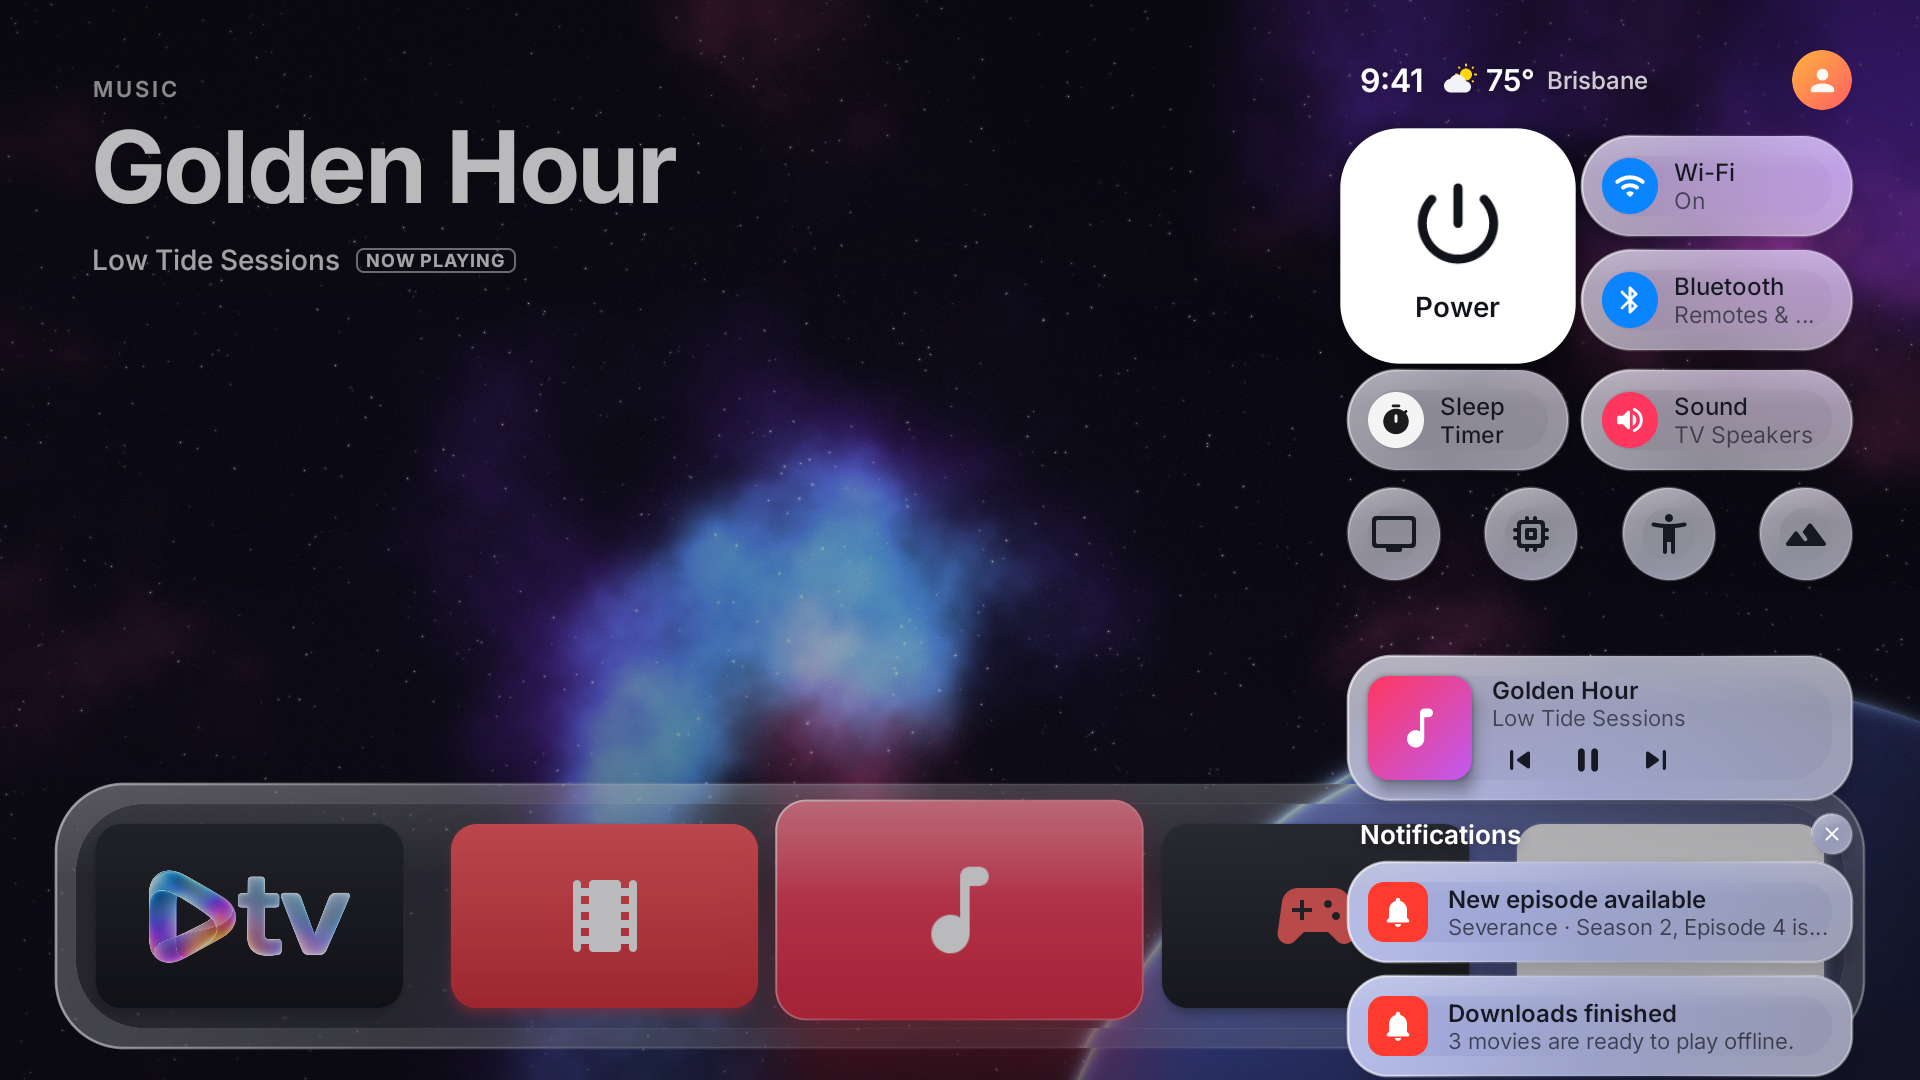 MUSIC
Golden Hour
Low Tide Sessions NOW PLAYING
9:41 75° Brisbane
Power
Wi-Fi
On
Bluetooth
Remotes & ...
Sleep
Timer
Sound
TV Speakers
Golden Hour
Low Tide Sessions
tv
Notifications
New episode available
Severance · Season 2, Episode 4 is...
Downloads finished
3 movies are ready to play offline.